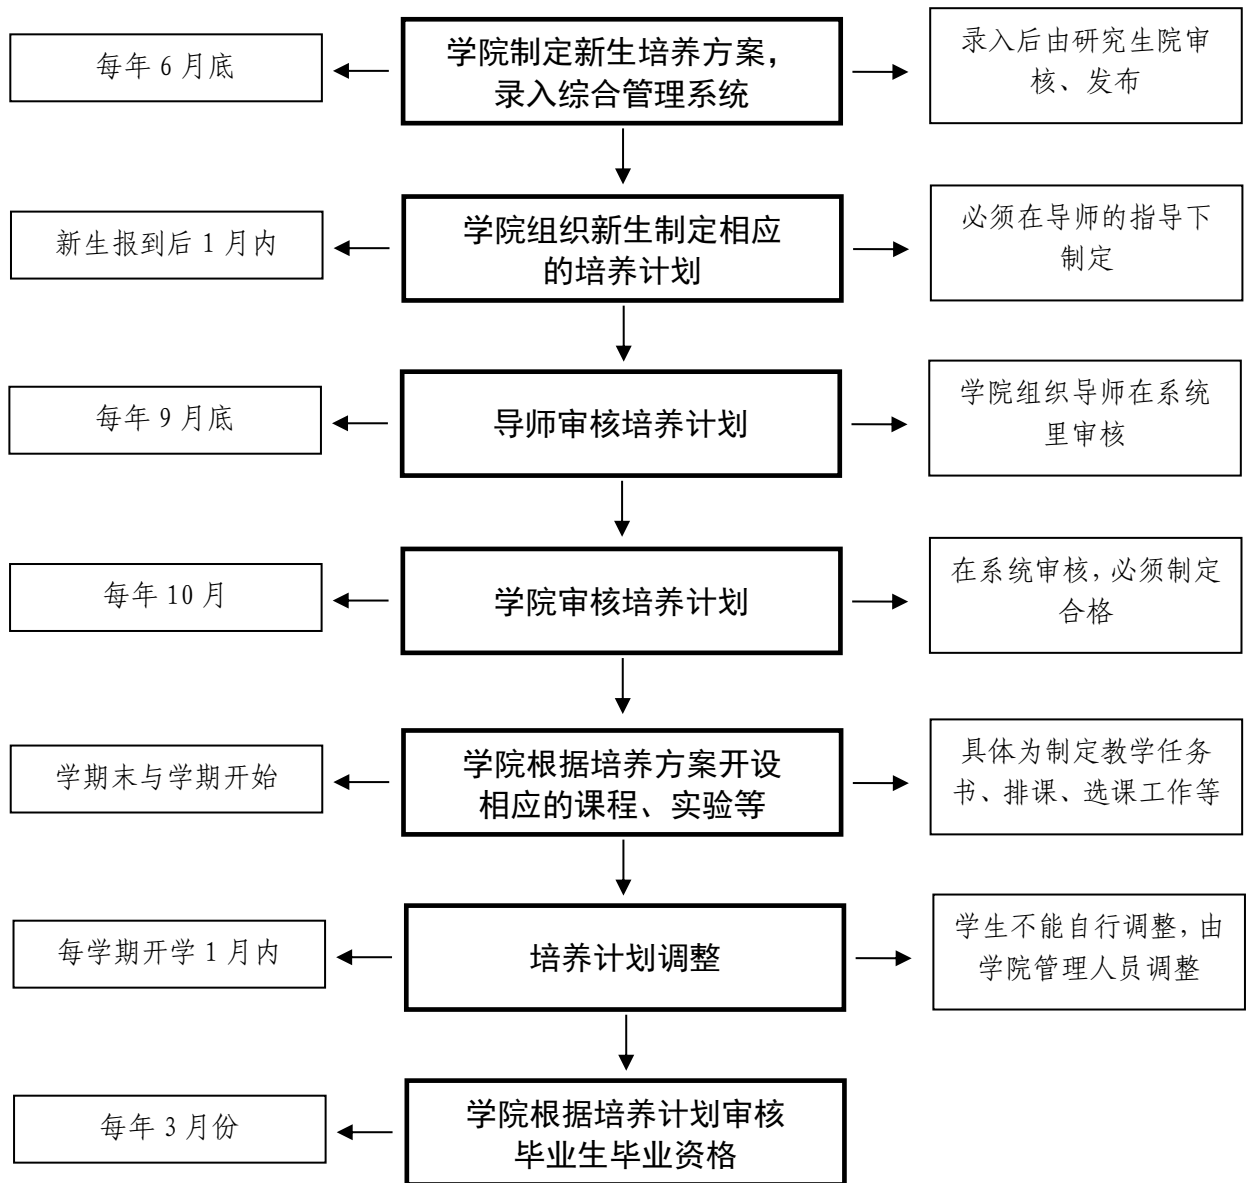 每年 6 月底
学院制定新生培养方案，
录入综合管理系统
录入后由研究生院审
核、发布
新生报到后 1 月内
学院组织新生制定相应
的培养计划
必须在导师的指导下
制定
每年 9 月底
导师审核培养计划
学院组织导师在系统
里审核
每年 10 月
学院审核培养计划
在系统审核，必须制定
合格
学期末与学期开始
学院根据培养方案开设
相应的课程、实验等
具体为制定教学任务
书、排课、选课工作等
每学期开学 1 月内
培养计划调整
学生不能自行调整，由
学院管理人员调整
每年 3 月份
学院根据培养计划审核
毕业生毕业资格